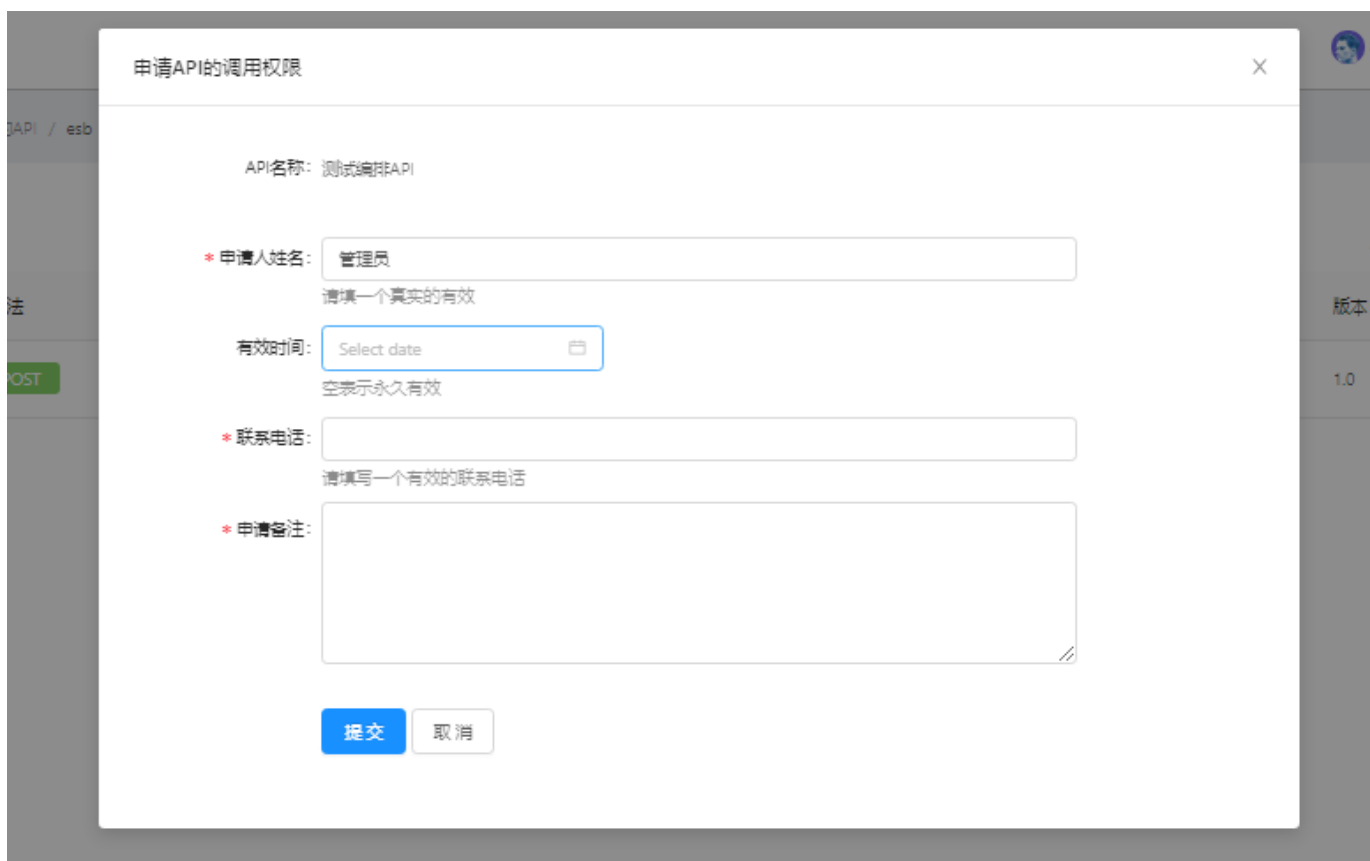 申请API的调用权限
API / esb
API名称: 测试编排API
* 申请人姓名: 管理员
请填一个真实的有效
法
版本
有效时间: Select date
POST
1.0
空表示永久有效
* 联系电话:
请填写一个有效的联系电话
* 申请备注:
提交 取消